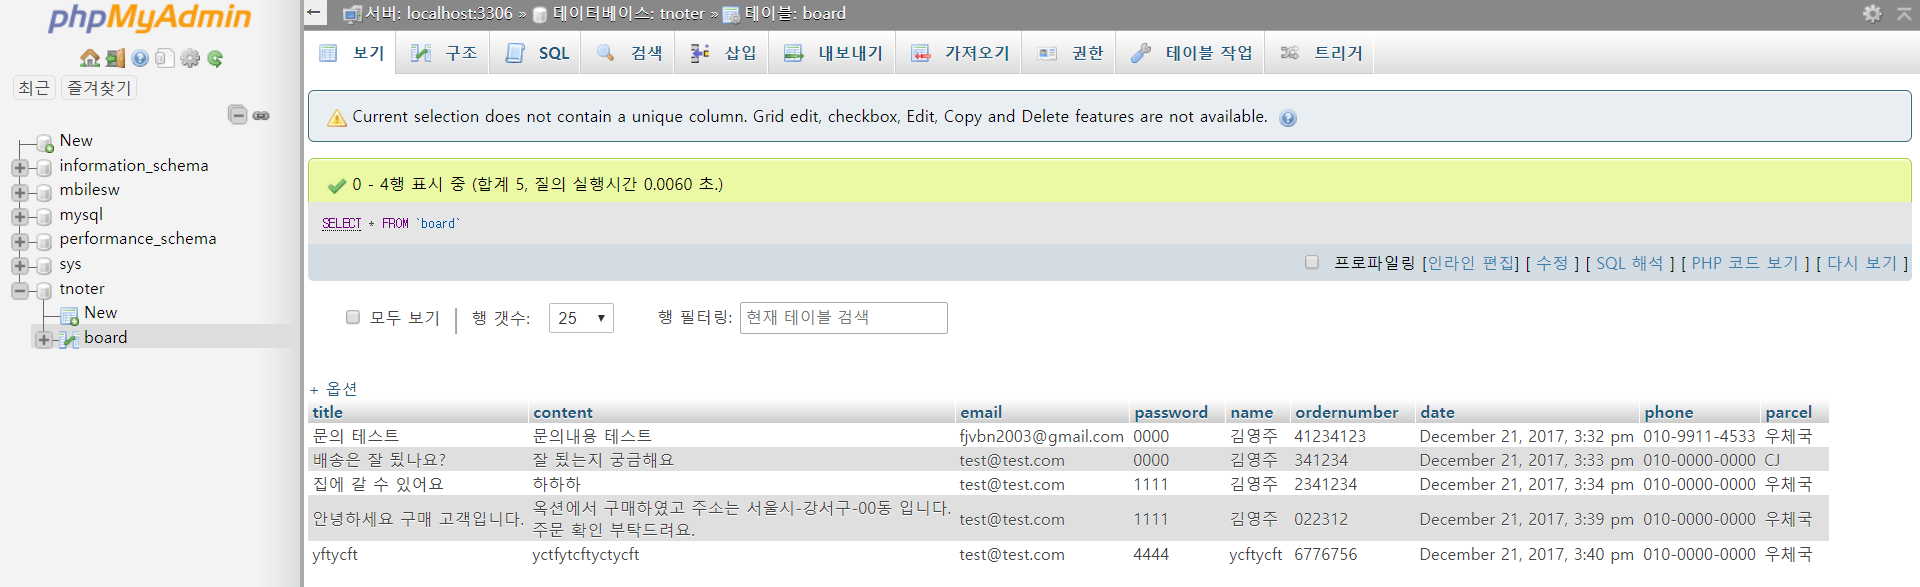 phpMyAdmin
최근 즐겨찾기
New
information_schema
mbilesw
mysql
performance_schema
sys
tnoter
New
board
← 서버: localhost:3306 » 데이터베이스: tnoter » 테이블: board
보기 구조 SQL 검색 삽입 내보내기 가져오기 권한 테이블 작업 트리거
Current selection does not contain a unique column. Grid edit, checkbox, Edit, Copy and Delete features are not available.
0 - 4행 표시 중 (합계 5, 질의 실행시간 0.0060 초.)
SELECT * FROM `board`
프로파일링 [인라인 편집] [ 수정 ] [ SQL 해석 ] [ PHP 코드 보기 ] [ 다시 보기 ]
모두 보기 | 행 갯수: 25 행 필터링: 현재 테이블 검색
+ 옵션
title content email password name ordernumber date phone parcel
문의 테스트 문의내용 테스트 fjvbn2003@gmail.com 0000 김영주 41234123 December 21, 2017, 3:32 pm 010-9911-4533 우체국
배송은 잘 됬나요? 잘 됬는지 궁금해요 test@test.com 0000 김영주 341234 December 21, 2017, 3:33 pm 010-0000-0000 CJ
집에 갈 수 있어요 하하하 test@test.com 1111 김영주 2341234 December 21, 2017, 3:34 pm 010-0000-0000 우체국
안녕하세요 구매 고객입니다. 옥션에서 구매하였고 주소는 서울시-강서구-00동 입니다.
주문 확인 부탁드려요. test@test.com 1111 김영주 022312 December 21, 2017, 3:39 pm 010-0000-0000 우체국
yftycft yctfytcftyctycft test@test.com 4444 ycftycft 6776756 December 21, 2017, 3:40 pm 010-0000-0000 우체국